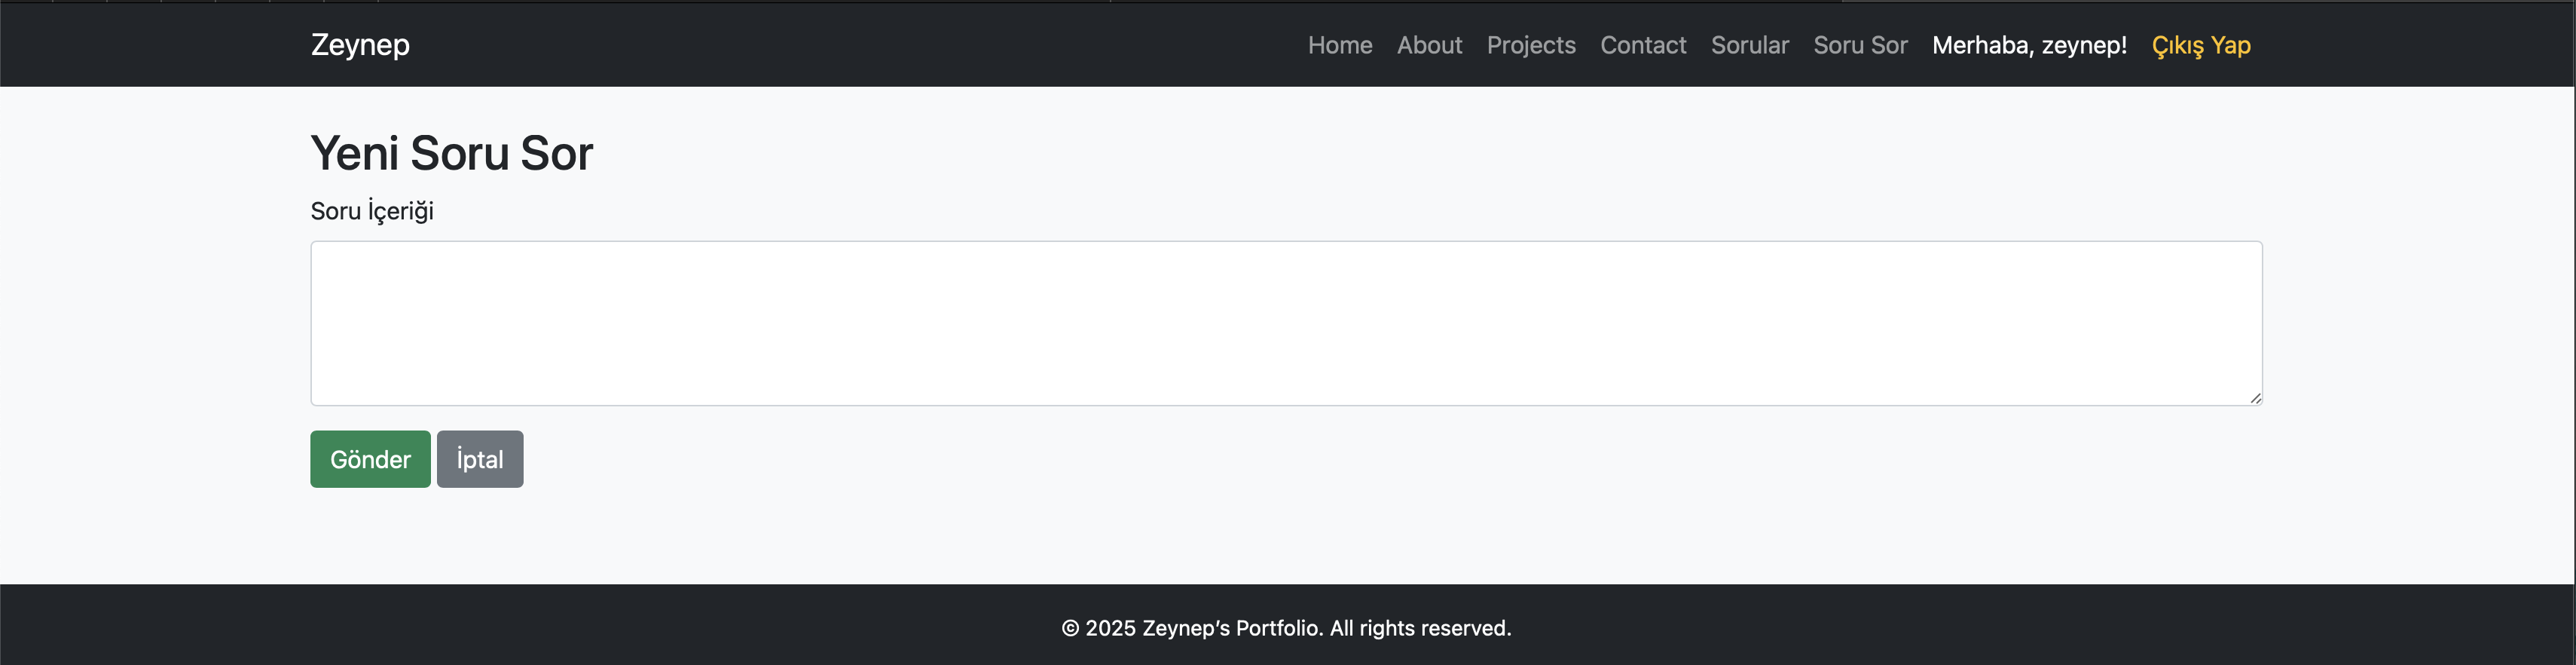 Zeynep
Home About Projects Contact Sorular Soru Sor Merhaba, zeynep! Çıkış Yap
Yeni Soru Sor
Soru İçeriği
Gönder İptal
© 2025 Zeynep’s Portfolio. All rights reserved.